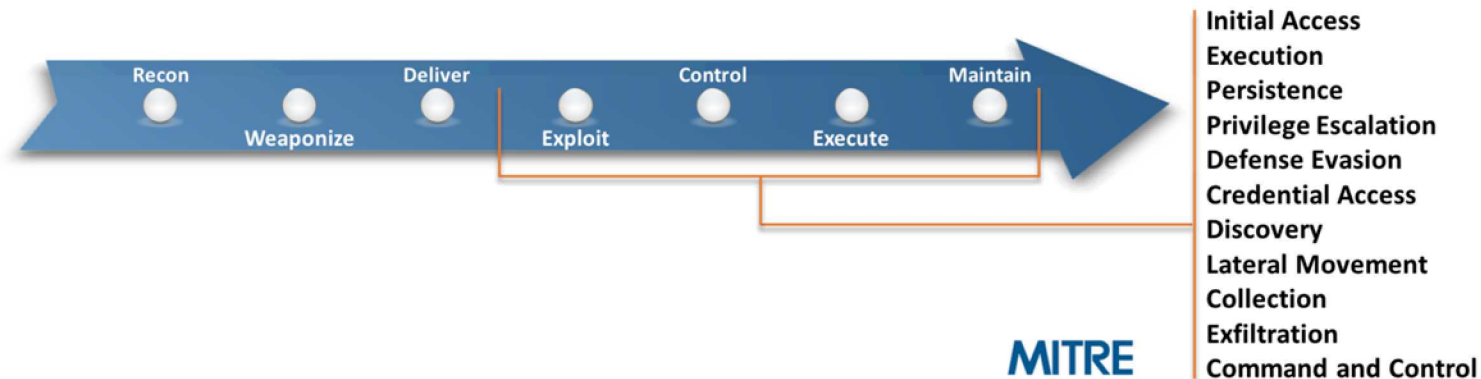 Recon
Weaponize
Deliver
Exploit
Control
Execute
Maintain
Initial Access
Execution
Persistence
Privilege Escalation
Defense Evasion
Credential Access
Discovery
Lateral Movement
Collection
Exfiltration
Command and Control
MITRE